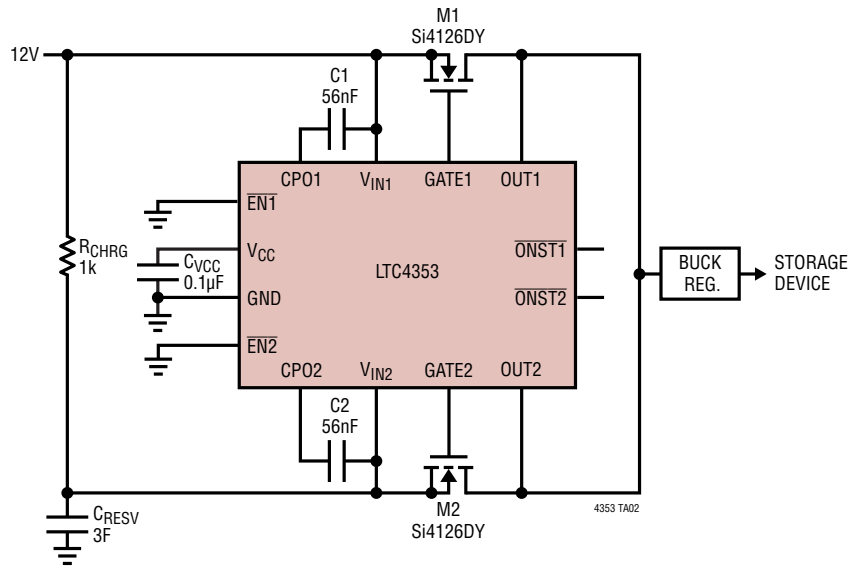 M1
Si4126DY
12V
C1
56nF
CPO1
VIN1
GATE1
OUT1
EN1
RCHRG
1k
VCC
CVCC
0.1µF
LTC4353
ONST1
BUCK
REG.
STORAGE
DEVICE
GND
ONST2
EN2
CPO2
VIN2
GATE2
OUT2
C2
56nF
M2
Si4126DY
4353 TA02
CRESV
3F